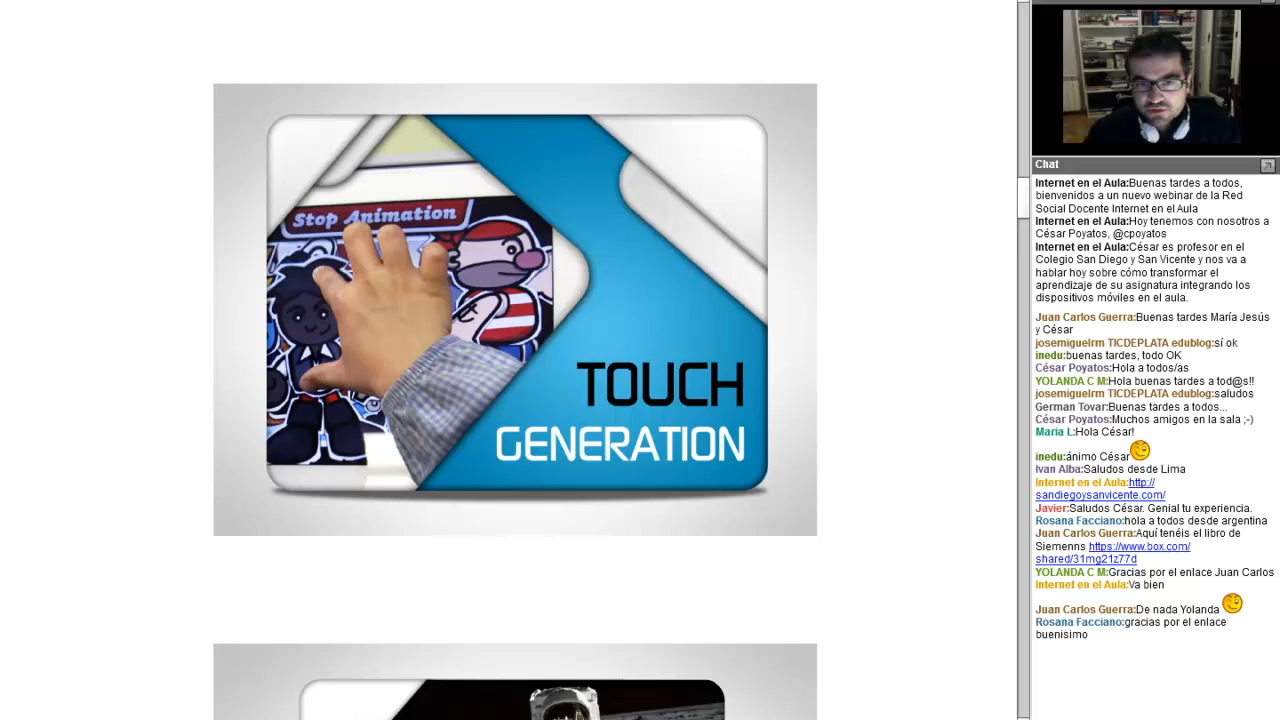 Stop Animation
TOUCH
GENERATION
Chat
Internet en el Aula:Buenas tardes a todos,
bienvenidos a un nuevo webinar de la Red
Social Docente Internet en el Aula
Internet en el Aula:Hoy tenemos con nosotros a
César Poyatos, @cpoyatos
Internet en el Aula:César es profesor en el
Colegio San Diego y San Vicente y nos va a
hablar hoy sobre cómo transformar el
aprendizaje de su asignatura integrando los
dispositivos móviles en el aula.
Juan Carlos Guerra:Buenas tardes María Jesús
y César
josemiguelrm TICDEPLATA edublog:sí ok
inedu:buenas tardes, todo OK
César Poyatos:Hola a todos/as
YOLANDA C M:Hola buenas tardes a tod@s!!
josemiguelrm TICDEPLATA edublog:saludos
German Tovar:Buenas tardes a todos...
César Poyatos:Muchos amigos en la sala ;-)
Maria L:Hola César!
inedu:ánimo César
Ivan Alba:Saludos desde Lima
Internet en el Aula:http://
sandiegoysanvicente.com/
Javier:Saludos César. Genial tu experiencia.
Rosana Facciano:hola a todos desde argentina
Juan Carlos Guerra:Aquí tenéis el libro de
Siemenns https://www.box.com/
shared/31mg21z77d
YOLANDA C M:Gracias por el enlace Juan Carlos
Internet en el Aula:Va bien
Juan Carlos Guerra:De nada Yolanda
Rosana Facciano:gracias por el enlace
buenisimo